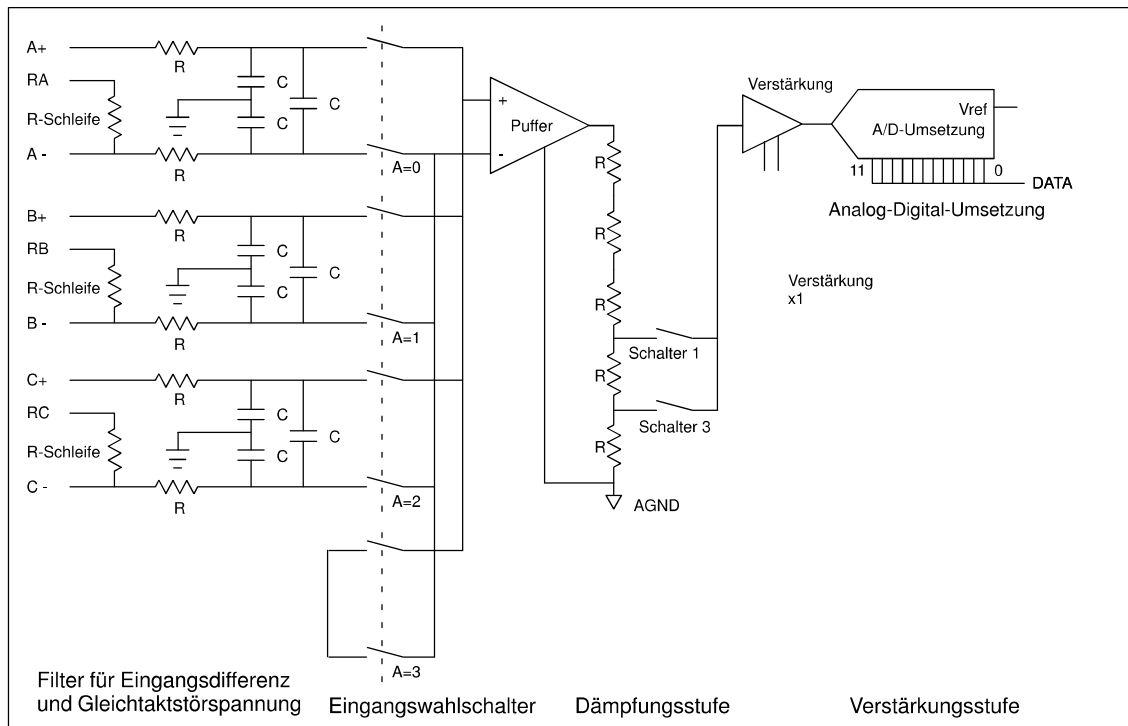 A+
R
RA
C
C
R-Schleife
C
A -
R
A=0
B+
R
RB
C
C
R-Schleife
C
B -
R
A=1
C+
R
RC
C
C
R-Schleife
C
C -
R
A=2
A=3
+
Puffer
-
R
R
R
Schalter 1
R
Schalter 3
R
AGND
Verstärkung
Vref
A/D-Umsetzung
11
0
DATA
Analog-Digital-Umsetzung
Verstärkung
x1
Filter für Eingangsdifferenz
und Gleichtaktstörspannung
Eingangswahlschalter
Dämpfungsstufe
Verstärkungsstufe